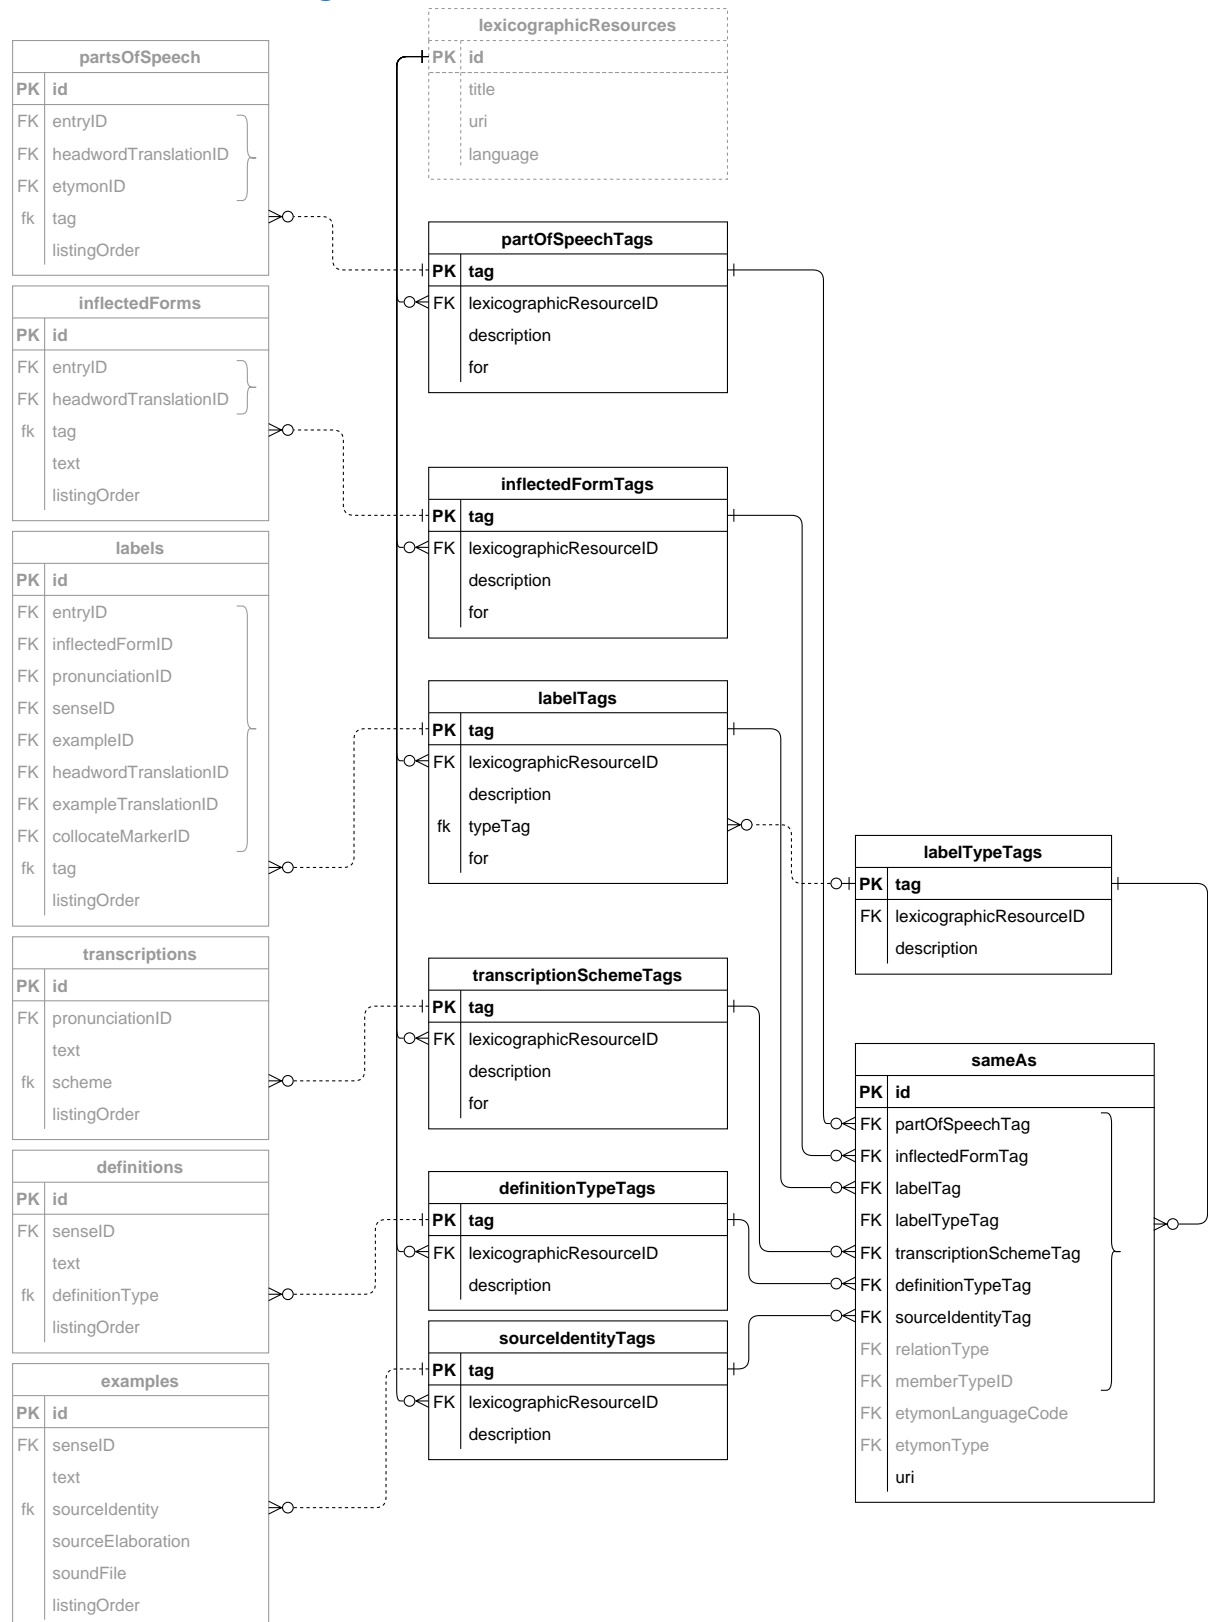 partsOfSpeech
PK id
FK entryID
FK headwordTranslationID
FK etymonID
fk tag
listingOrder
inflectedForms
PK id
FK entryID
FK headwordTranslationID
fk tag
text
listingOrder
labels
PK id
FK entryID
FK inflectedFormID
FK pronunciationID
FK senseID
FK exampleID
FK headwordTranslationID
FK exampleTranslationID
FK collocateMarkerID
fk tag
listingOrder
transcriptions
PK id
FK pronunciationID
text
fk scheme
listingOrder
definitions
PK id
FK senseID
text
fk definitionType
listingOrder
examples
PK id
FK senseID
text
fk sourceIdentity
sourceElaboration
soundFile
listingOrder
lexicographicResources
PK id
title
uri
language
partOfSpeechTags
PK tag
FK lexicographicResourceID
description
for
inflectedFormTags
PK tag
FK lexicographicResourceID
description
for
labelTags
PK tag
FK lexicographicResourceID
description
fk typeTag
for
transcriptionSchemeTags
PK tag
FK lexicographicResourceID
description
for
definitionTypeTags
PK tag
FK lexicographicResourceID
description
sourceIdentityTags
PK tag
FK lexicographicResourceID
description
labelTypeTags
PK tag
FK lexicographicResourceID
description
sameAs
PK id
FK partOfSpeechTag
FK inflectedFormTag
FK labelTag
FK labelTypeTag
FK transcriptionSchemeTag
FK definitionTypeTag
FK sourceIdentityTag
FK relationType
FK memberTypeID
FK etymonLanguageCode
FK etymonType
uri